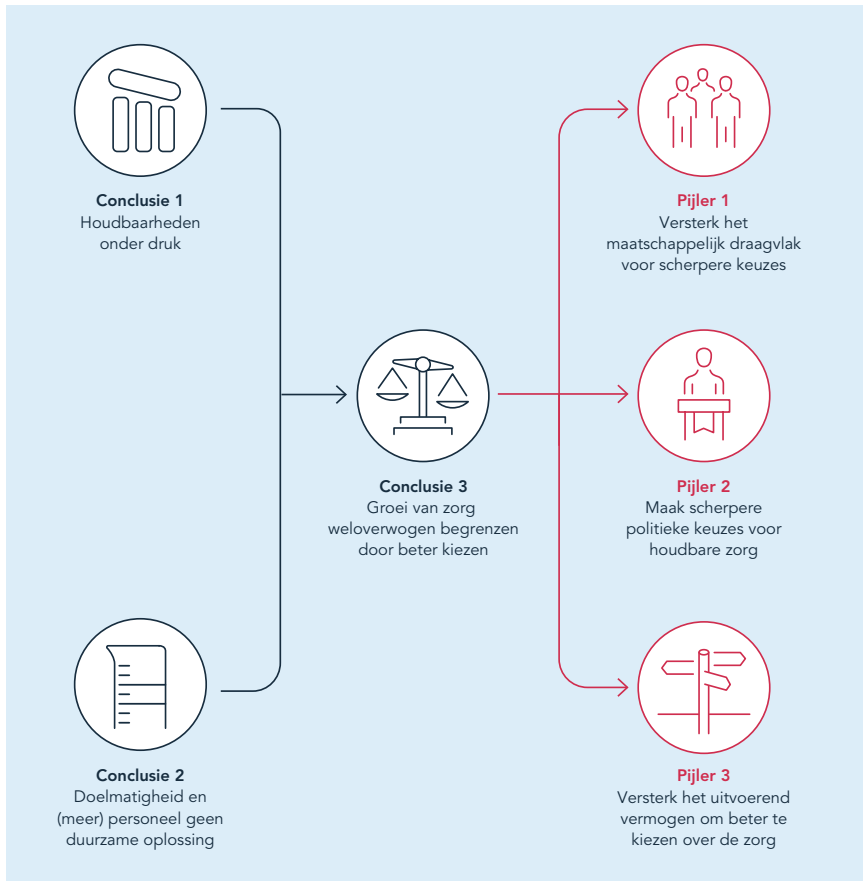 Conclusie 1
Houdbaarheden
onder druk
Conclusie 2
Doelmatigheid en
(meer) personeel geen
duurzame oplossing
Conclusie 3
Groei van zorg
weloverwogen begrenzen
door beter kiezen
Pijler 1
Versterk het
maatschappelijk draagvlak
voor scherpere keuzes
Pijler 2
Maak scherpere
politieke keuzes voor
houdbare zorg
Pijler 3
Versterk het uitvoerend
vermogen om beter te
kiezen over de zorg